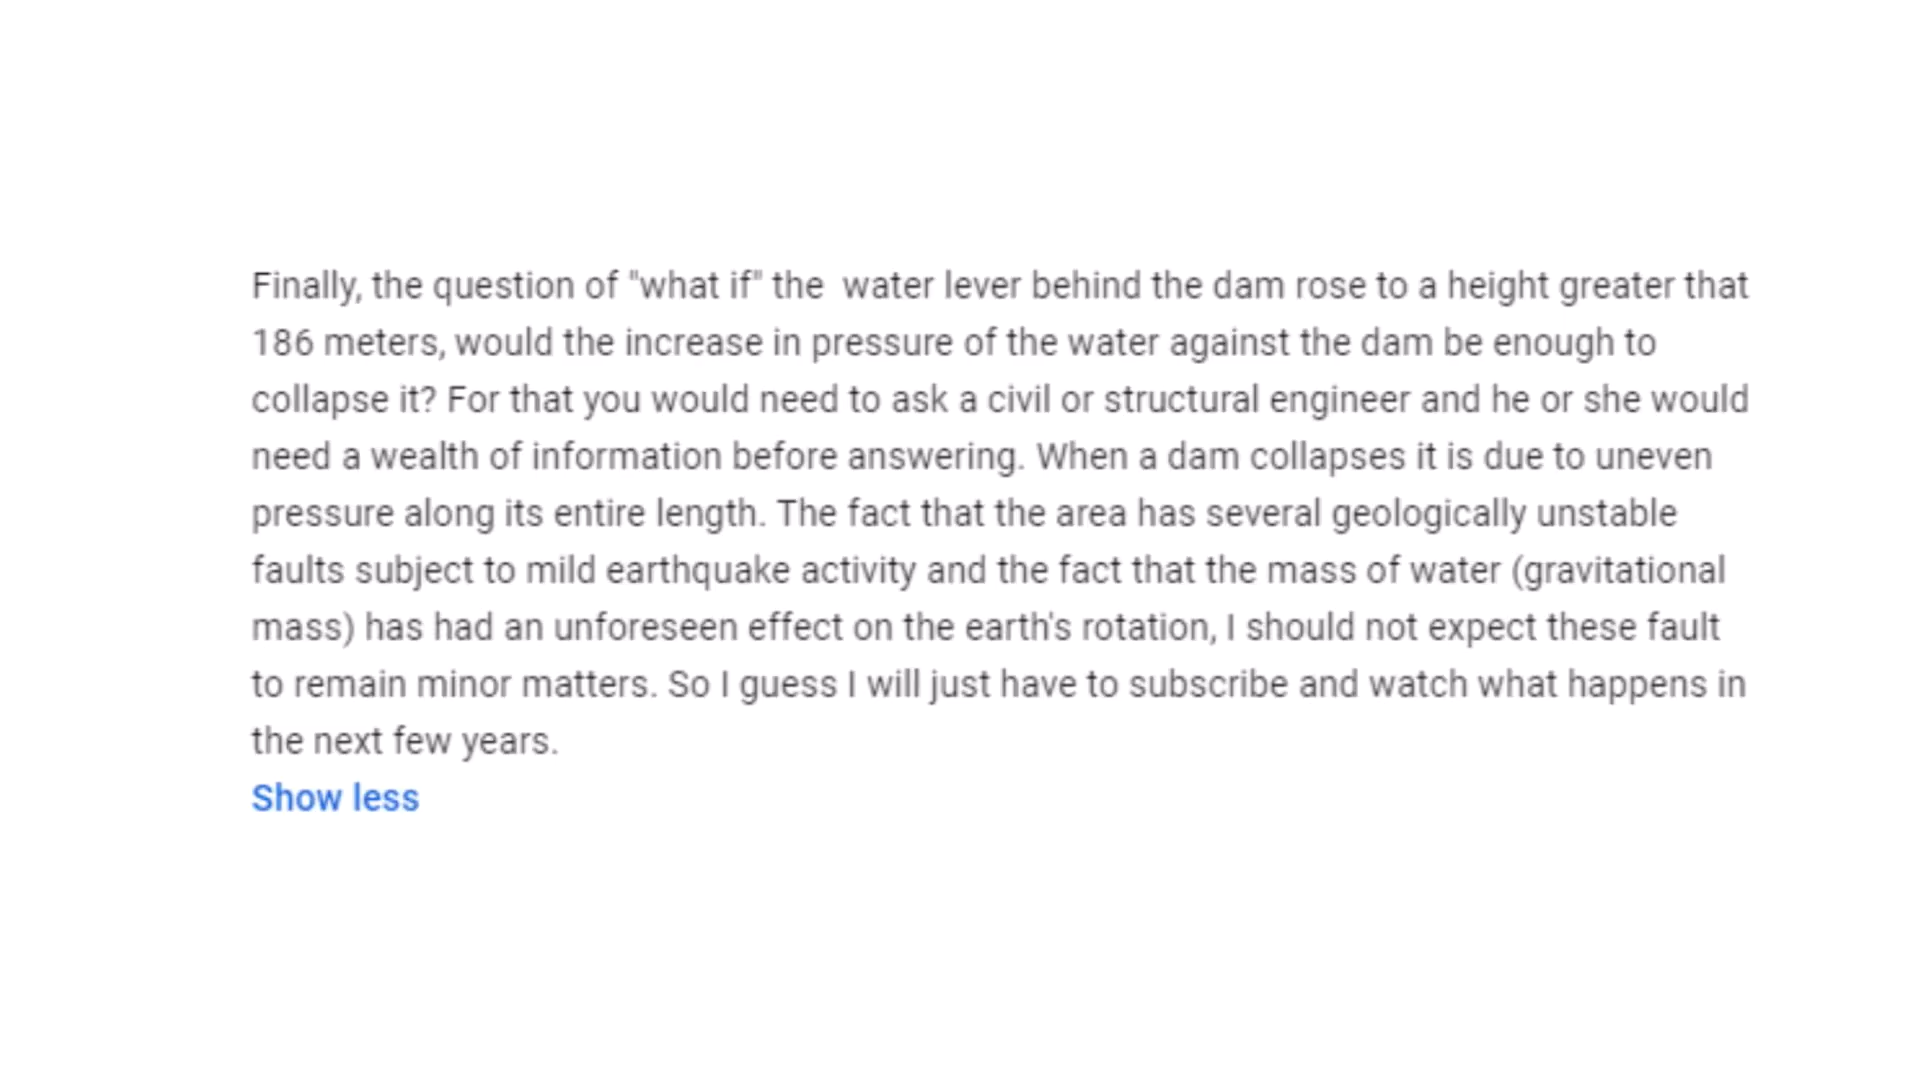 Finally, the question of "what if" the  water lever behind the dam rose to a height greater that
186 meters, would the increase in pressure of the water against the dam be enough to
collapse it? For that you would need to ask a civil or structural engineer and he or she would
need a wealth of information before answering. When a dam collapses it is due to uneven
pressure along its entire length. The fact that the area has several geologically unstable
faults subject to mild earthquake activity and the fact that the mass of water (gravitational
mass) has had an unforeseen effect on the earth's rotation, I should not expect these fault
to remain minor matters. So I guess I will just have to subscribe and watch what happens in
the next few years.
Show less